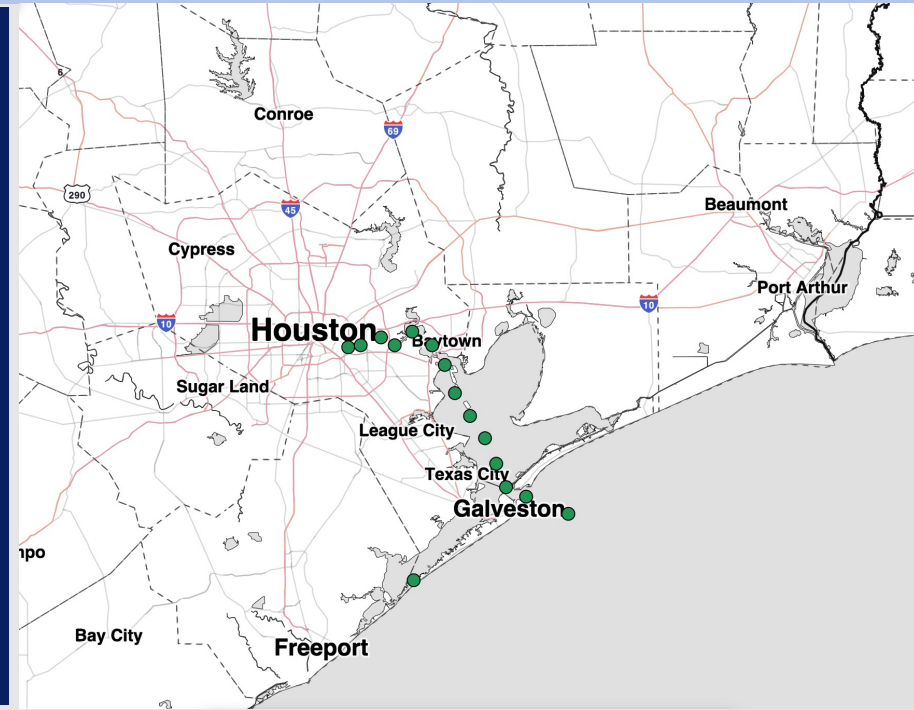 6
Conroe
69
290
45
Beaumont
Cypress
Port Arthur
10
10
Houston
Baytown
Sugar Land
League City
Texas City
Galveston
Bay City
Freeport